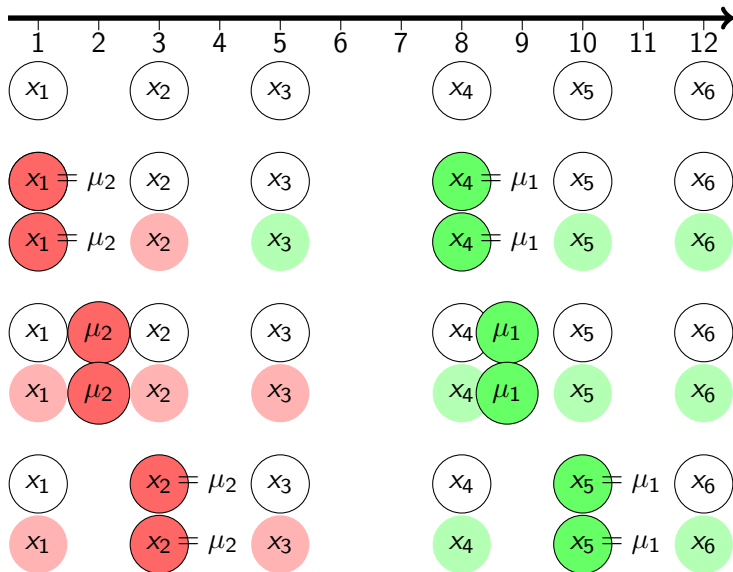 1 2 3 4 5 6 7 8 9 10 11 12
x₁ x₂ x₃ x₄ x₅ x₆
x₁ = μ₂ x₂ x₃ x₄ = μ₁ x₅ x₆
x₁ = μ₂ x₂ x₃ x₄ = μ₁ x₅ x₆
x₁ μ₂ x₂ x₃ x₄ μ₁ x₅ x₆
x₁ μ₂ x₂ x₃ x₄ μ₁ x₅ x₆
x₁ x₂ = μ₂ x₃ x₄ x₅ = μ₁ x₆
x₁ x₂ = μ₂ x₃ x₄ x₅ = μ₁ x₆